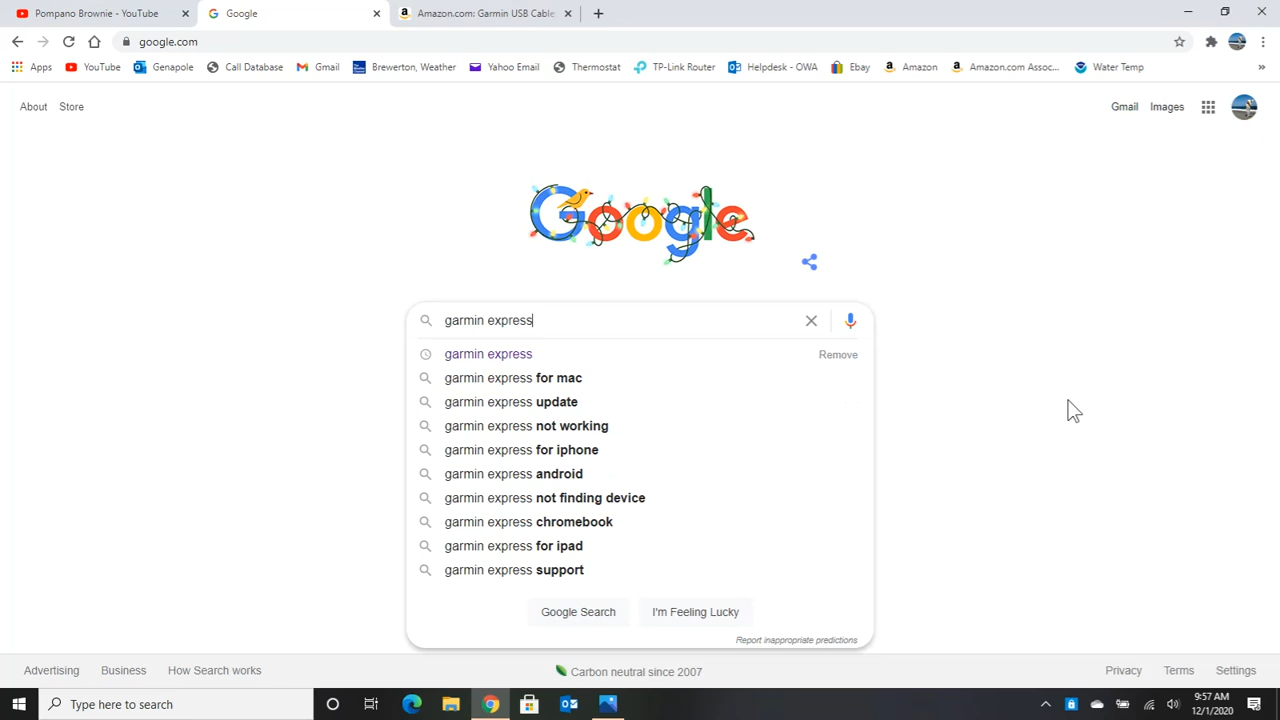 Pompano Brownie - YouTube
Google
Amazon.com: Garmin USB Cable
google.com
Apps YouTube Genapole Call Database Gmail Brewerton, Weather Yahoo Email Thermostat TP-Link Router Helpdesk - OWA Ebay Amazon Amazon.com Assoc... Water Temp »
About Store
Gmail Images
Google
garmin express
garmin express Remove
garmin express for mac
garmin express update
garmin express not working
garmin express for iphone
garmin express android
garmin express not finding device
garmin express chromebook
garmin express for ipad
garmin express support
Google Search I'm Feeling Lucky
Report inappropriate predictions
Advertising Business How Search works Carbon neutral since 2007 Privacy Terms Settings
Type here to search
9:57 AM
12/1/2020